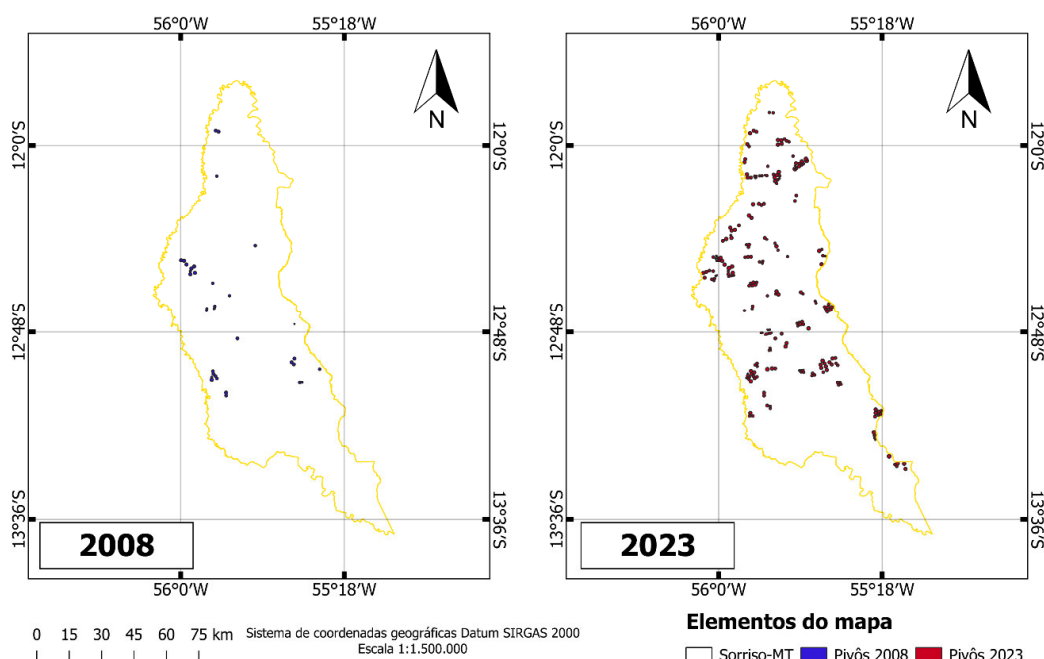 56°0′W 55°18′W 56°0′W 55°18′W
N N
12°0′S 12°0′S 12°0′S 12°0′S
12°48′S 12°48′S 12°48′S 12°48′S
13°36′S 13°36′S 13°36′S 13°36′S
2008 2023
56°0′W 55°18′W 56°0′W 55°18′W
0 15 30 45 60 75 km
Sistema de coordenadas geográficas Datum SIRGAS 2000
Escala 1:1.500.000
Elementos do mapa
Sorriso-MT Pivôs 2008 Pivôs 2023